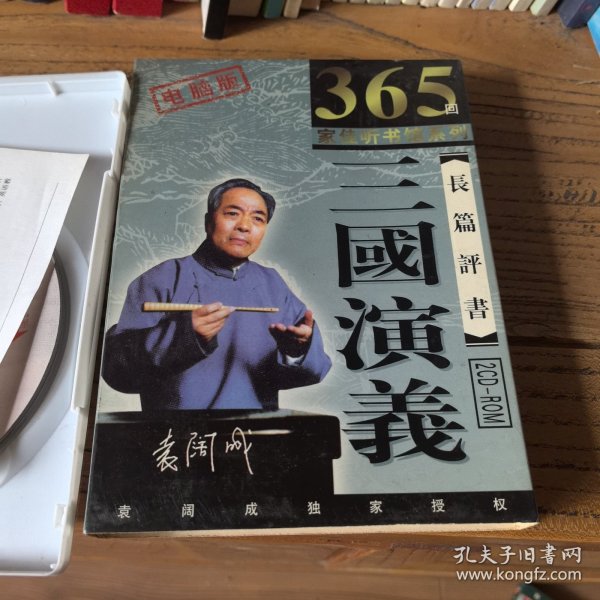 电脑版
365回
家佳听书馆系列
【長篇評書】
三國演義
2CD-ROM
袁阔成
袁阔成独家授权
孔夫子旧书网
www.kongfz.com